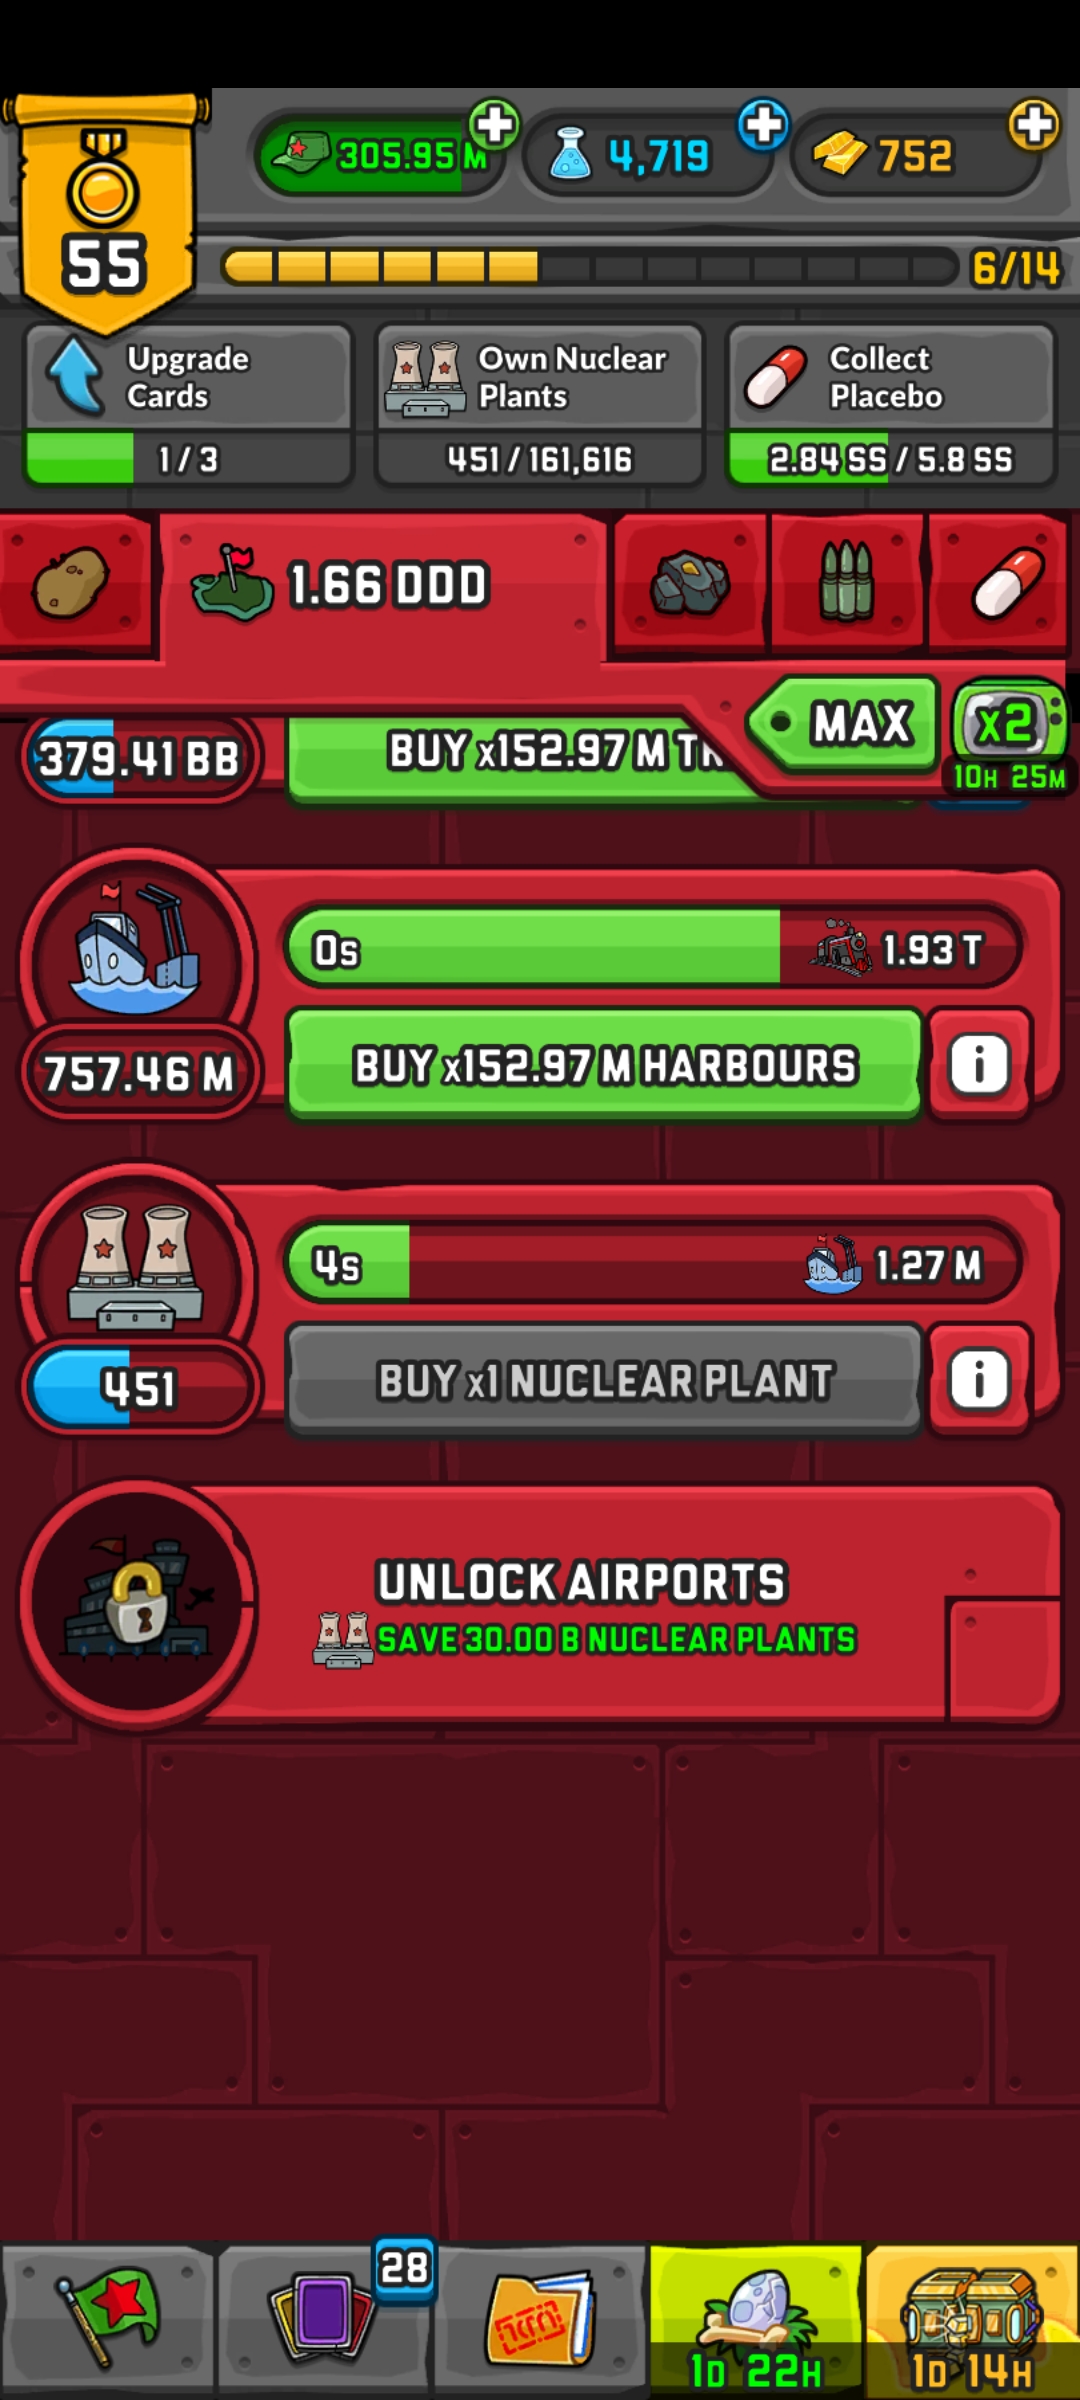 305.95 M
4,719
752
55
6/14
Upgrade
Cards
1 / 3
Own Nuclear
Plants
451 / 161,616
Collect
Placebo
2.84 SS / 5.8 SS
1.66 DDD
MAX
x2
10H 25M
379.41 BB
BUY x152.97 M
0s
1.93 T
757.46 M
BUY x152.97 M HARBOURS
i
4s
1.27 M
451
BUY x1 NUCLEAR PLANT
i
UNLOCK AIRPORTS
SAVE 30.00 B NUCLEAR PLANTS
28
1D 22H
1D 14H